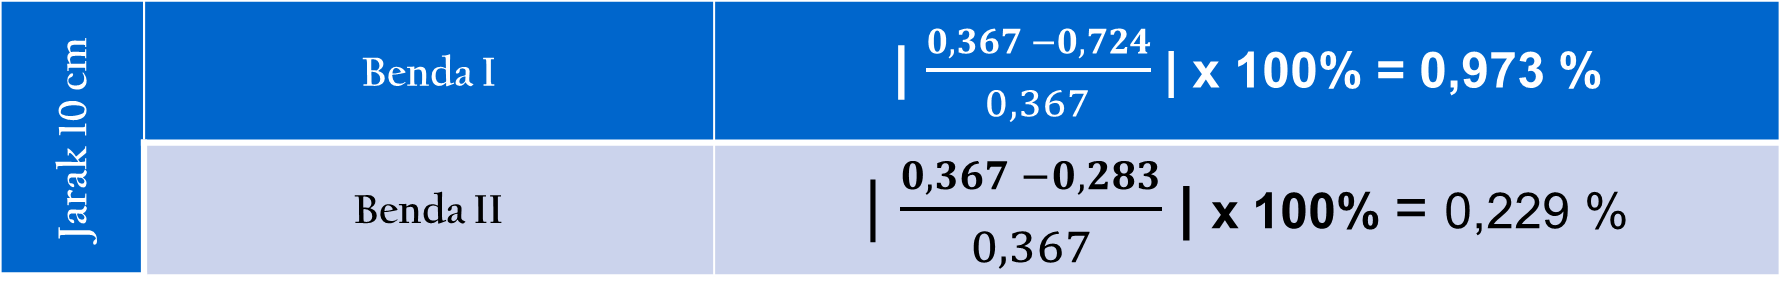 Jarak 10 cm
Benda I
| 0,367 −0,724 / 0,367 | x 100% = 0,973 %
Benda II
| 0,367 −0,283 / 0,367 | x 100% = 0,229 %